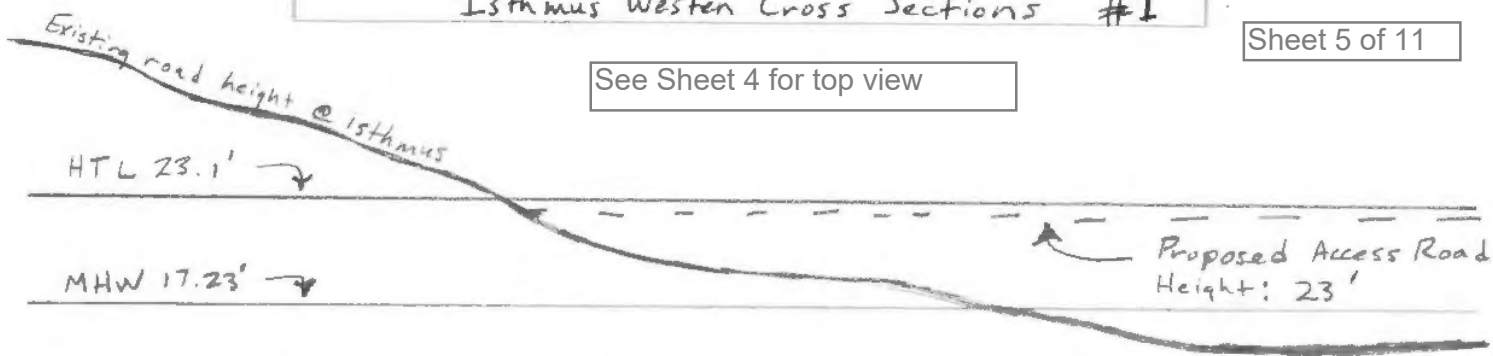 Isthmus Westen Cross Sections #1
Sheet 5 of 11
See Sheet 4 for top view
Existing road height @ isthmus
HTL 23.1'
MHW 17.23'
Proposed Access Road
Height: 23'